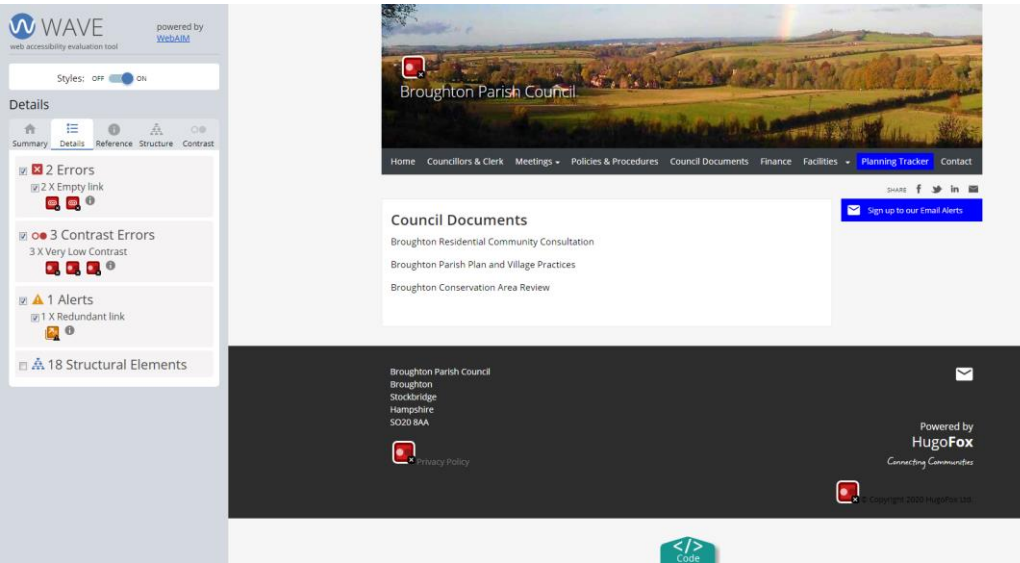 WAVE
web accessibility evaluation tool
powered by
WebAIM
Styles: OFF ON
Details
Summary Details Reference Structure Contrast
2 Errors
2 X Empty link
3 Contrast Errors
3 X Very Low Contrast
1 Alerts
1 X Redundant link
18 Structural Elements
Broughton Parish Council
Home Councillors & Clerk Meetings Policies & Procedures Council Documents Finance Facilities Planning Tracker Contact
SHARE
Sign up to our Email Alerts
Council Documents
Broughton Residential Community Consultation
Broughton Parish Plan and Village Practices
Broughton Conservation Area Review
Broughton Parish Council
Broughton
Stockbridge
Hampshire
SO20 8AA
Privacy Policy
Powered by
HugoFox
Connecting Communities
© Copyright 2020 HugoFox Ltd.
</> 
Code